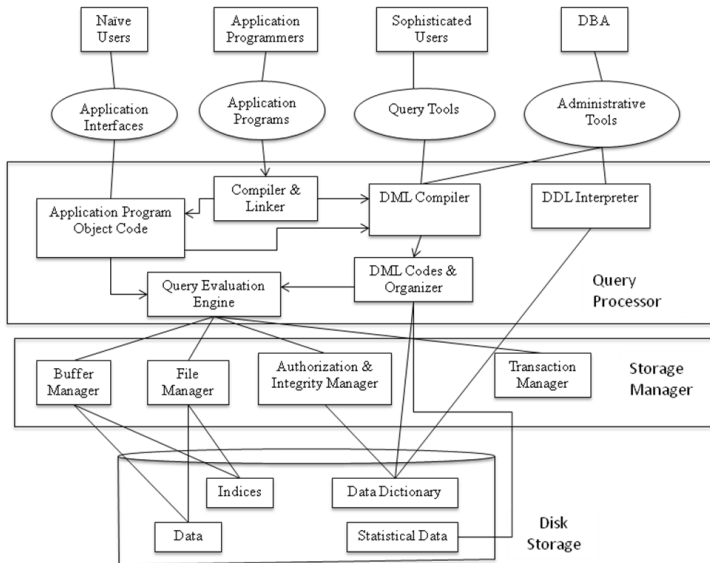 Naïve
Users
Application
Programmers
Sophisticated
Users
DBA
Application
Interfaces
Application
Programs
Query Tools
Administrative
Tools
Compiler &
Linker
DML Compiler
DDL Interpreter
Application Program
Object Code
DML Codes &
Organizer
Query Evaluation
Engine
Query
Processor
Buffer
Manager
File
Manager
Authorization &
Integrity Manager
Transaction
Manager
Storage
Manager
Indices
Data Dictionary
Data
Statistical Data
Disk
Storage